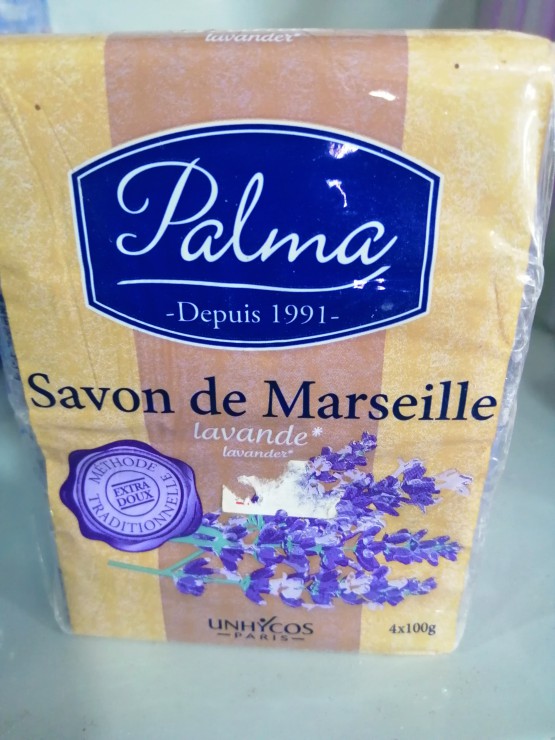 lavander*
Palma
-Depuis 1991-
Savon de Marseille
lavande*
lavander*
MÉTHODE
EXTRA
DOUX
TRADITIONNELLE
UNHYCOS
PARIS
4x100g